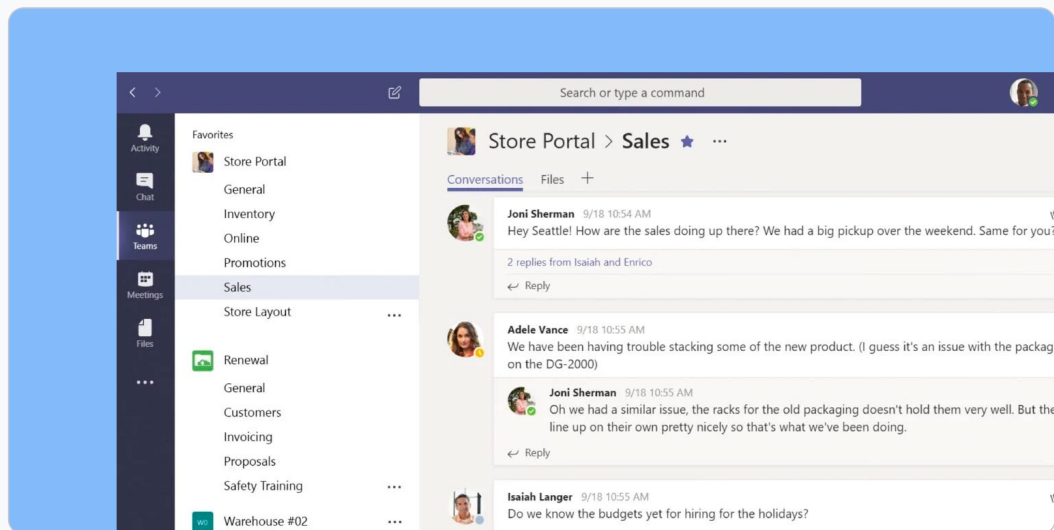 Search or type a command
Activity
Chat
Teams
Meetings
Files
Favorites
Store Portal
General
Inventory
Online
Promotions
Sales
Store Layout
Renewal
General
Customers
Invoicing
Proposals
Safety Training
WO
Warehouse #02
Store Portal > Sales
Conversations Files
Joni Sherman 9/18 10:54 AM
Hey Seattle! How are the sales doing up there? We had a big pickup over the weekend. Same for you?
2 replies from Isaiah and Enrico
Reply
Adele Vance 9/18 10:55 AM
We have been having trouble stacking some of the new product. (I guess it's an issue with the packag
on the DG-2000)
Joni Sherman 9/18 10:55 AM
Oh we had a similar issue, the racks for the old packaging doesn't hold them very well. But the
line up on their own pretty nicely so that's what we've been doing.
Reply
Isaiah Langer 9/18 10:55 AM
Do we know the budgets yet for hiring for the holidays?